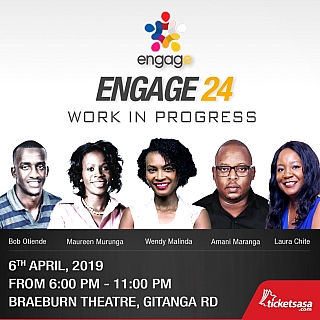 engage
ENGAGE 24
WORK IN PROGRESS
Bob Otiende Maureen Murunga Wendy Malinda Amani Maranga Laura Chite
6TH APRIL, 2019
FROM 6:00 PM - 11:00 PM
BRAEBURN THEATRE, GITANGA RD
ticketsasa
.com